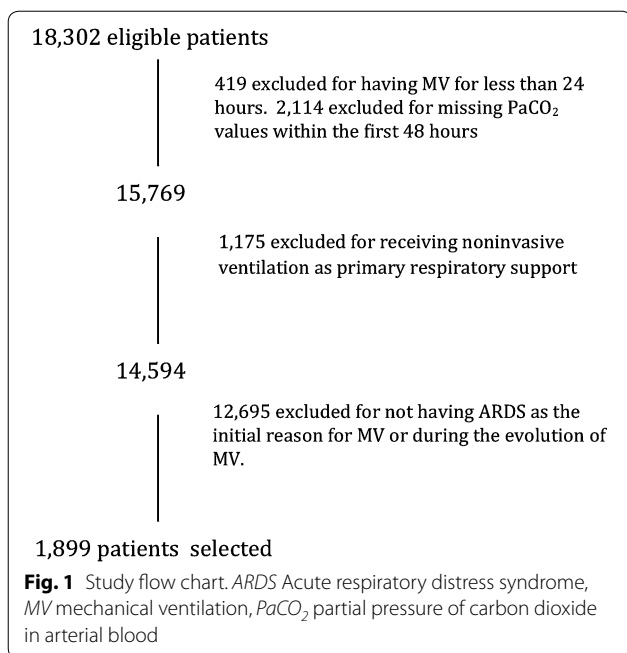 18,302 eligible patients
419 excluded for having MV for less than 24
hours.  2,114 excluded for missing PaCO₂
values within the first 48 hours
15,769
1,175 excluded for receiving noninvasive
ventilation as primary respiratory support
14,594
12,695 excluded for not having ARDS as the
initial reason for MV or during the evolution of
MV.
1,899 patients  selected
Fig. 1 Study flow chart. ARDS Acute respiratory distress syndrome,
MV mechanical ventilation, PaCO₂ partial pressure of carbon dioxide
in arterial blood